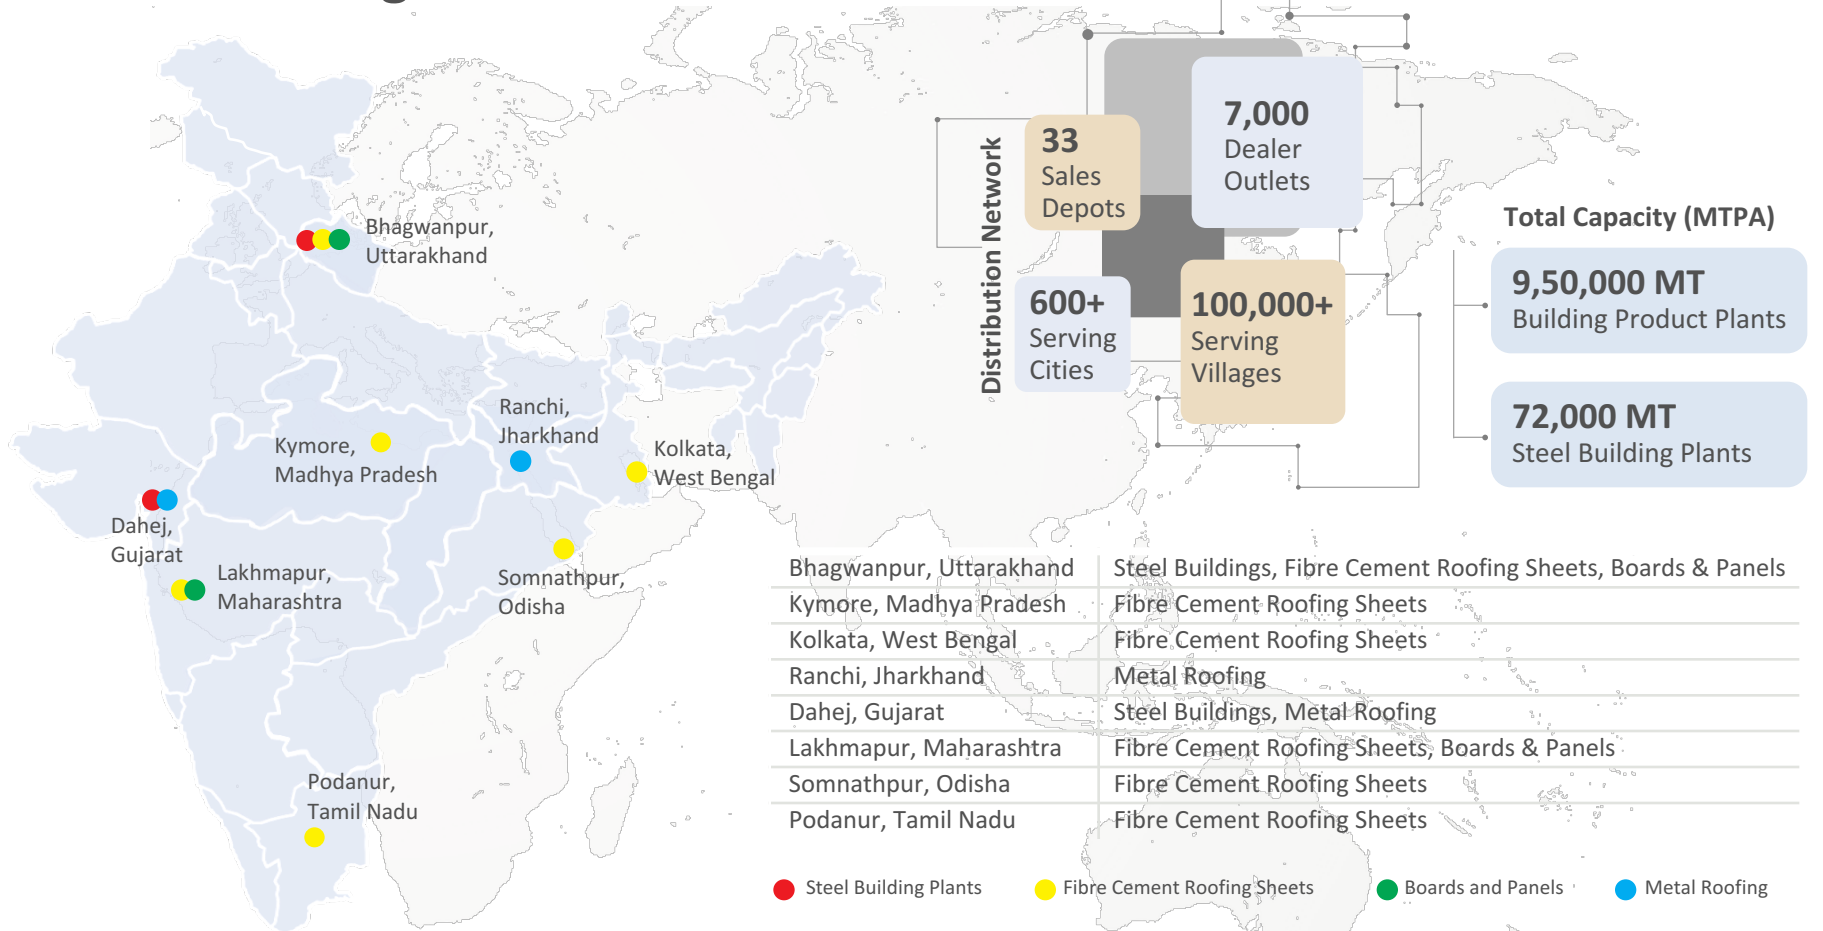 Bhagwanpur,
Uttarakhand
Ranchi,
Jharkhand
Kymore,
Madhya Pradesh
Kolkata,
West Bengal
Dahej,
Gujarat
Lakhmapur,
Maharashtra
Somnathpur,
Odisha
Podanur,
Tamil Nadu
Distribution Network
33
Sales
Depots
7,000
Dealer
Outlets
600+
Serving
Cities
100,000+
Serving
Villages
Total Capacity (MTPA)
9,50,000 MT
Building Product Plants
72,000 MT
Steel Building Plants
Bhagwanpur, Uttarakhand Steel Buildings, Fibre Cement Roofing Sheets, Boards & Panels
Kymore, Madhya Pradesh Fibre Cement Roofing Sheets
Kolkata, West Bengal Fibre Cement Roofing Sheets
Ranchi, Jharkhand Metal Roofing
Dahej, Gujarat Steel Buildings, Metal Roofing
Lakhmapur, Maharashtra Fibre Cement Roofing Sheets, Boards & Panels
Somnathpur, Odisha Fibre Cement Roofing Sheets
Podanur, Tamil Nadu Fibre Cement Roofing Sheets
Steel Building Plants Fibre Cement Roofing Sheets Boards and Panels Metal Roofing